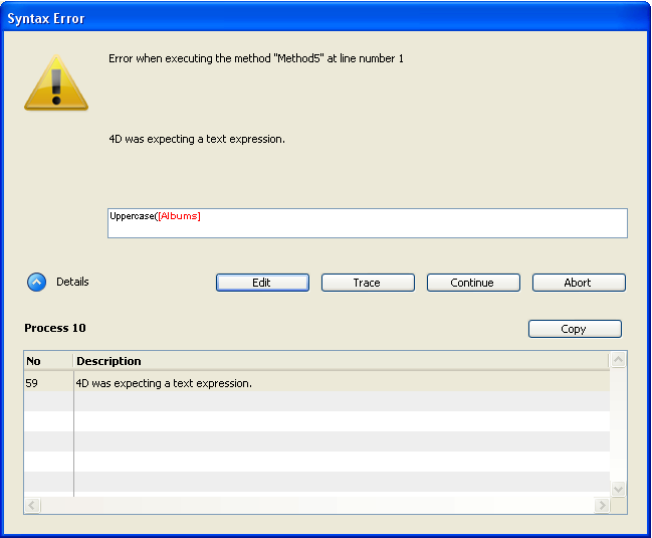 Syntax Error
Error when executing the method "Method5" at line number 1
4D was expecting a text expression.
Uppercase([Albums]
Details
Edit
Trace
Continue
Abort
Process 10
Copy
No Description
59 4D was expecting a text expression.